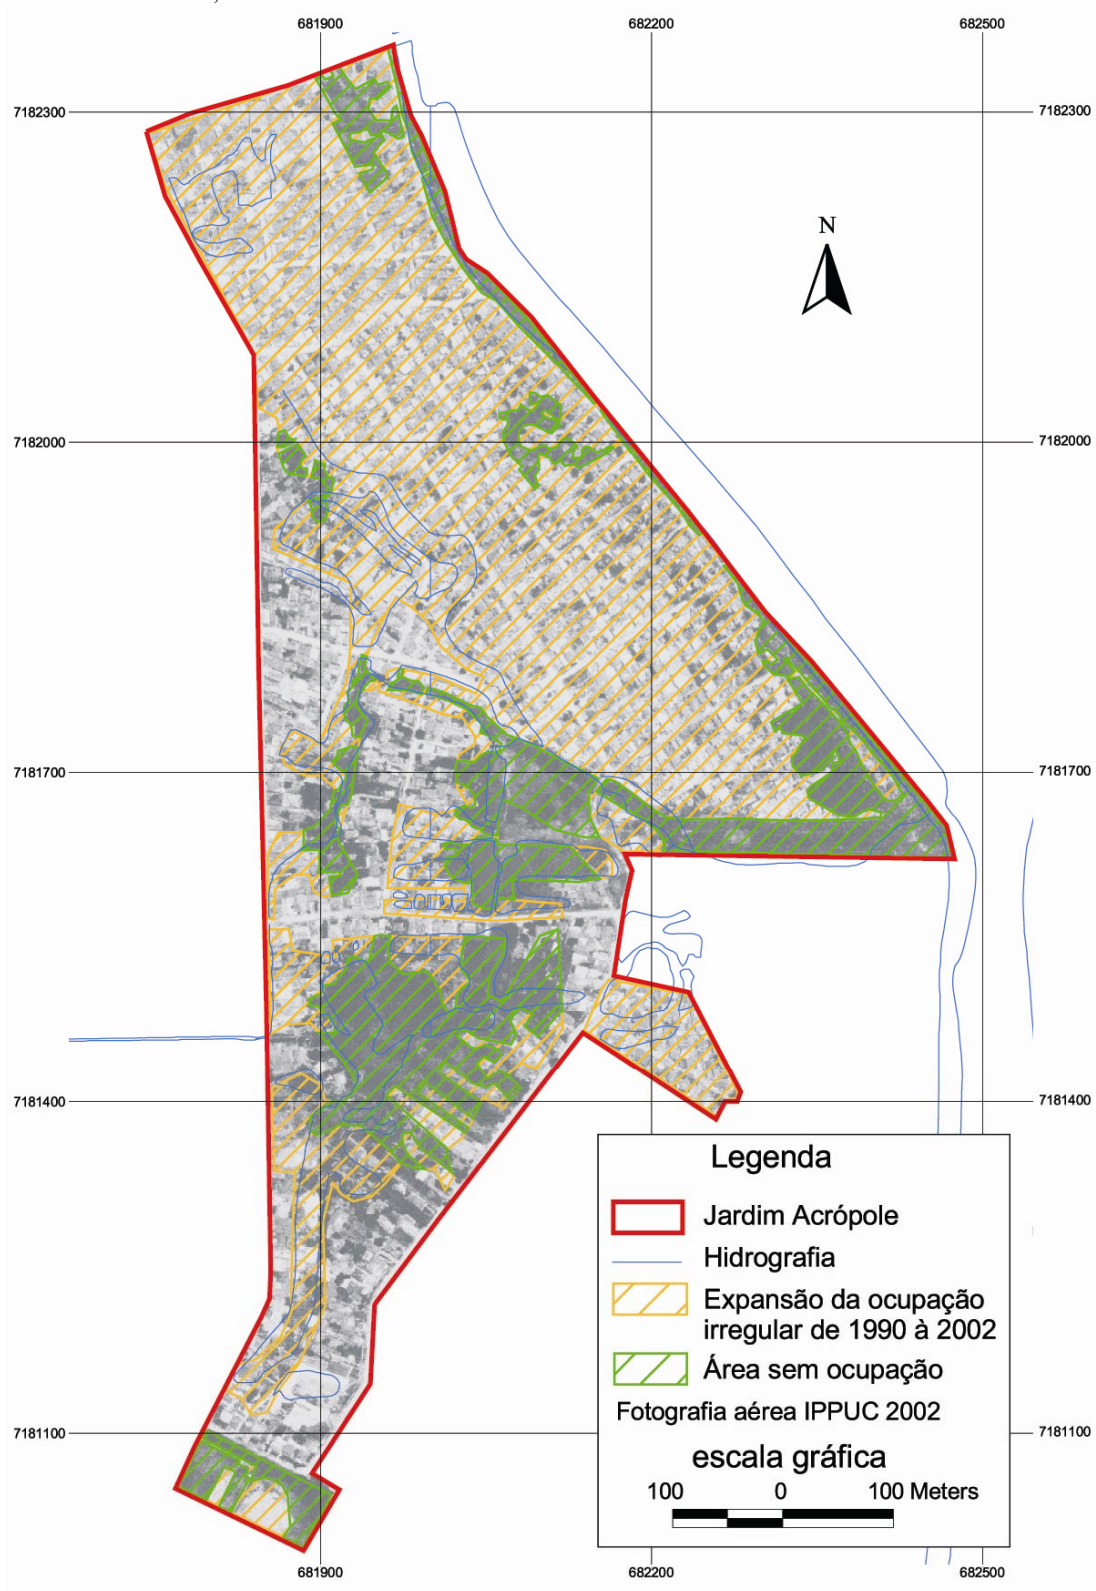 681900 682200 682500
7182300 7182300
N
7182000 7182000
7181700 7181700
7181400 7181400
Legenda
Jardim Acrópole
Hidrografia
Expansão da ocupação
irregular de 1990 à 2002
Área sem ocupação
Fotografia aérea IPPUC 2002
7181100 7181100
escala gráfica
100 0 100 Meters
681900 682200 682500